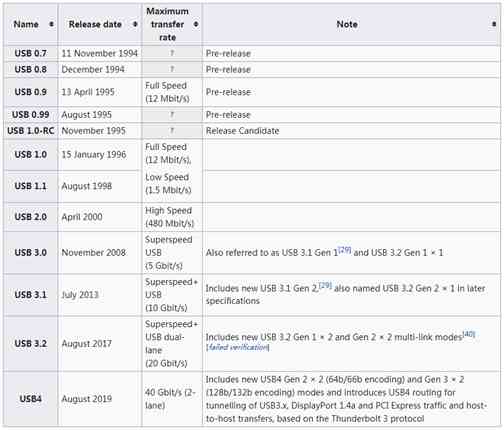 Name Release date Maximum transfer rate Note
USB 0.7 11 November 1994 ? Pre-release
USB 0.8 December 1994 ? Pre-release
USB 0.9 13 April 1995 Full Speed (12 Mbit/s) Pre-release
USB 0.99 August 1995 ? Pre-release
USB 1.0-RC November 1995 ? Release Candidate
USB 1.0 15 January 1996 Full Speed (12 Mbit/s),
USB 1.1 August 1998 Low Speed (1.5 Mbit/s)
USB 2.0 April 2000 High Speed (480 Mbit/s)
USB 3.0 November 2008 Superspeed USB (5 Gbit/s) Also referred to as USB 3.1 Gen 1[29] and USB 3.2 Gen 1 × 1
USB 3.1 July 2013 Superspeed+ USB (10 Gbit/s) Includes new USB 3.1 Gen 2,[29] also named USB 3.2 Gen 2 × 1 in later specifications
USB 3.2 August 2017 Superspeed+ USB dual-lane (20 Gbit/s) Includes new USB 3.2 Gen 1 × 2 and Gen 2 × 2 multi-link modes[40] [failed verification]
USB4 August 2019 40 Gbit/s (2-lane) Includes new USB4 Gen 2 × 2 (64b/66b encoding) and Gen 3 × 2 (128b/132b encoding) modes and introduces USB4 routing for tunnelling of USB3.x, DisplayPort 1.4a and PCI Express traffic and host-to-host transfers, based on the Thunderbolt 3 protocol